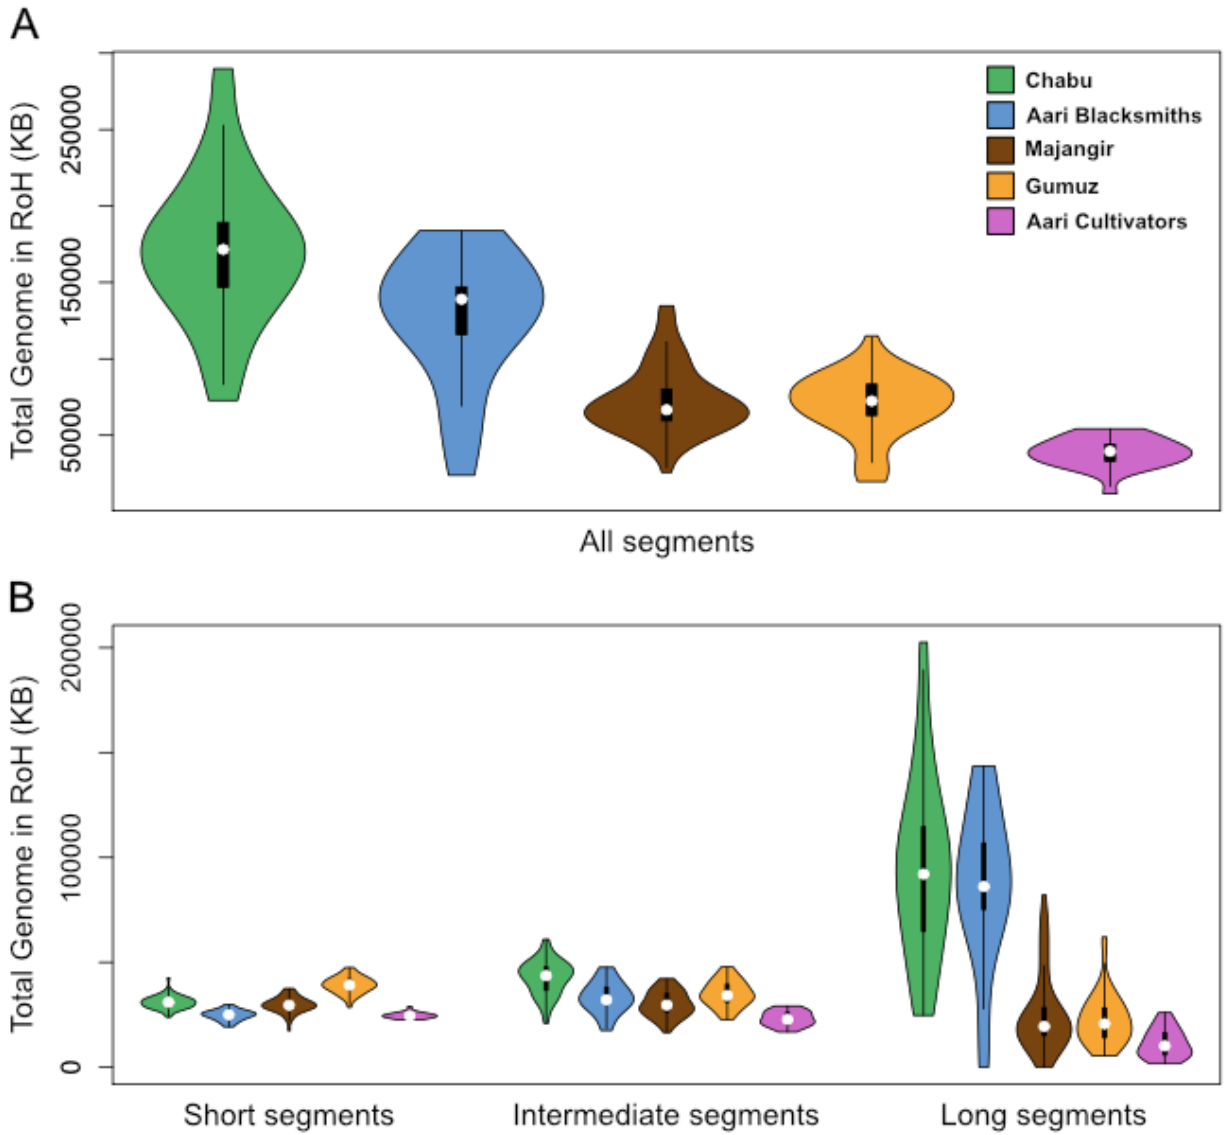 A
Total Genome in RoH (KB)
250000
150000
50000
Chabu
Aari Blacksmiths
Majangir
Gumuz
Aari Cultivators
All segments
B
Total Genome in RoH (KB)
200000
100000
0
Short segments
Intermediate segments
Long segments